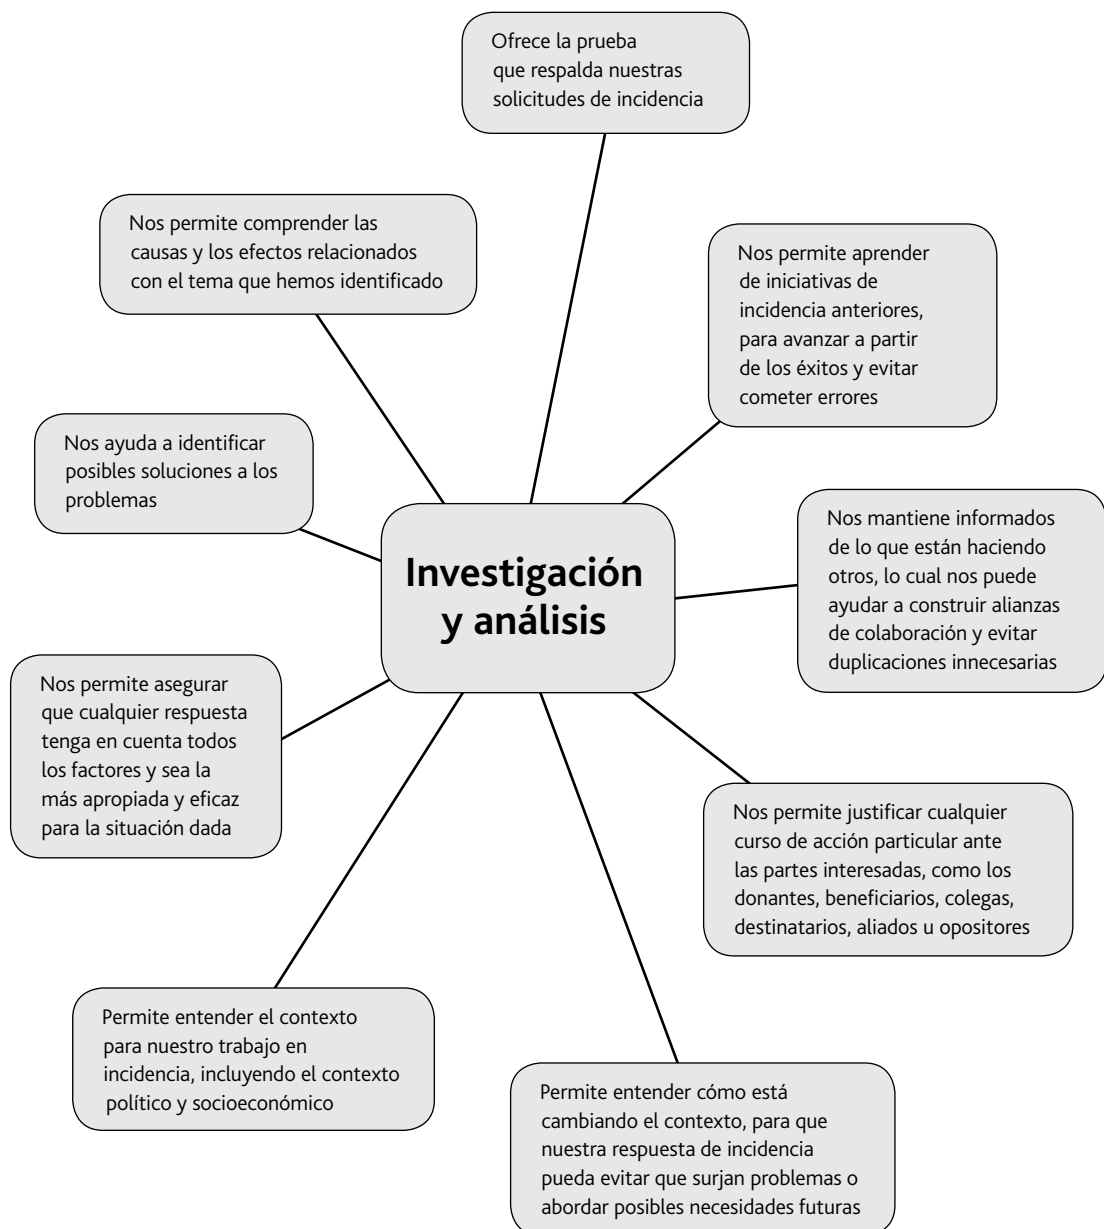 Ofrece la prueba
que respalda nuestras
solicitudes de incidencia
Nos permite comprender las
causas y los efectos relacionados
con el tema que hemos identificado
Nos permite aprender
de iniciativas de
incidencia anteriores,
para avanzar a partir
de los éxitos y evitar
cometer errores
Nos ayuda a identificar
posibles soluciones a los
problemas
Investigación
y análisis
Nos mantiene informados
de lo que están haciendo
otros, lo cual nos puede
ayudar a construir alianzas
de colaboración y evitar
duplicaciones innecesarias
Nos permite asegurar
que cualquier respuesta
tenga en cuenta todos
los factores y sea la
más apropiada y eficaz
para la situación dada
Nos permite justificar cualquier
curso de acción particular ante
las partes interesadas, como los
donantes, beneficiarios, colegas,
destinatarios, aliados u opositores
Permite entender el contexto
para nuestro trabajo en
incidencia, incluyendo el contexto
político y socioeconómico
Permite entender cómo está
cambiando el contexto, para que
nuestra respuesta de incidencia
pueda evitar que surjan problemas o
abordar posibles necesidades futuras